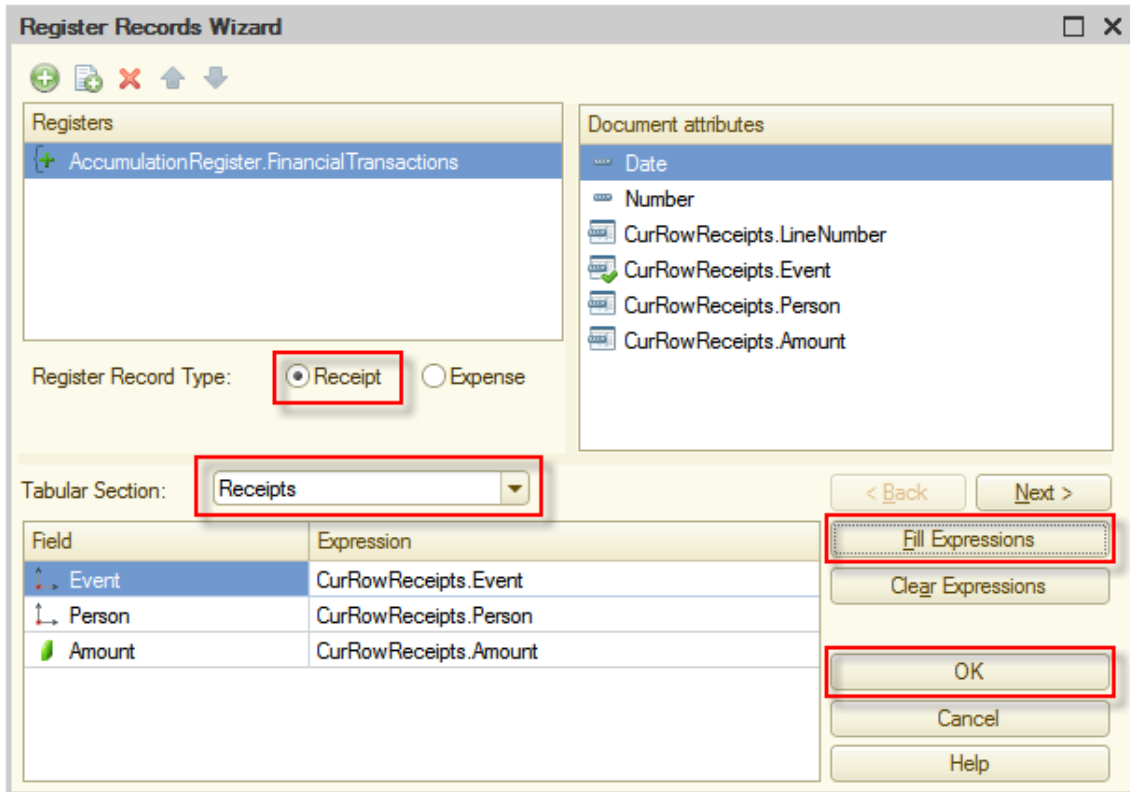 Register Records Wizard
Registers
AccumulationRegister.FinancialTransactions
Register Record Type:
Receipt
Expense
Document attributes
Date
Number
CurRowReceipts.LineNumber
CurRowReceipts.Event
CurRowReceipts.Person
CurRowReceipts.Amount
Tabular Section:
Receipts
< Back
Next >
Field
Expression
Event
CurRowReceipts.Event
Person
CurRowReceipts.Person
Amount
CurRowReceipts.Amount
Fill Expressions
Clear Expressions
OK
Cancel
Help